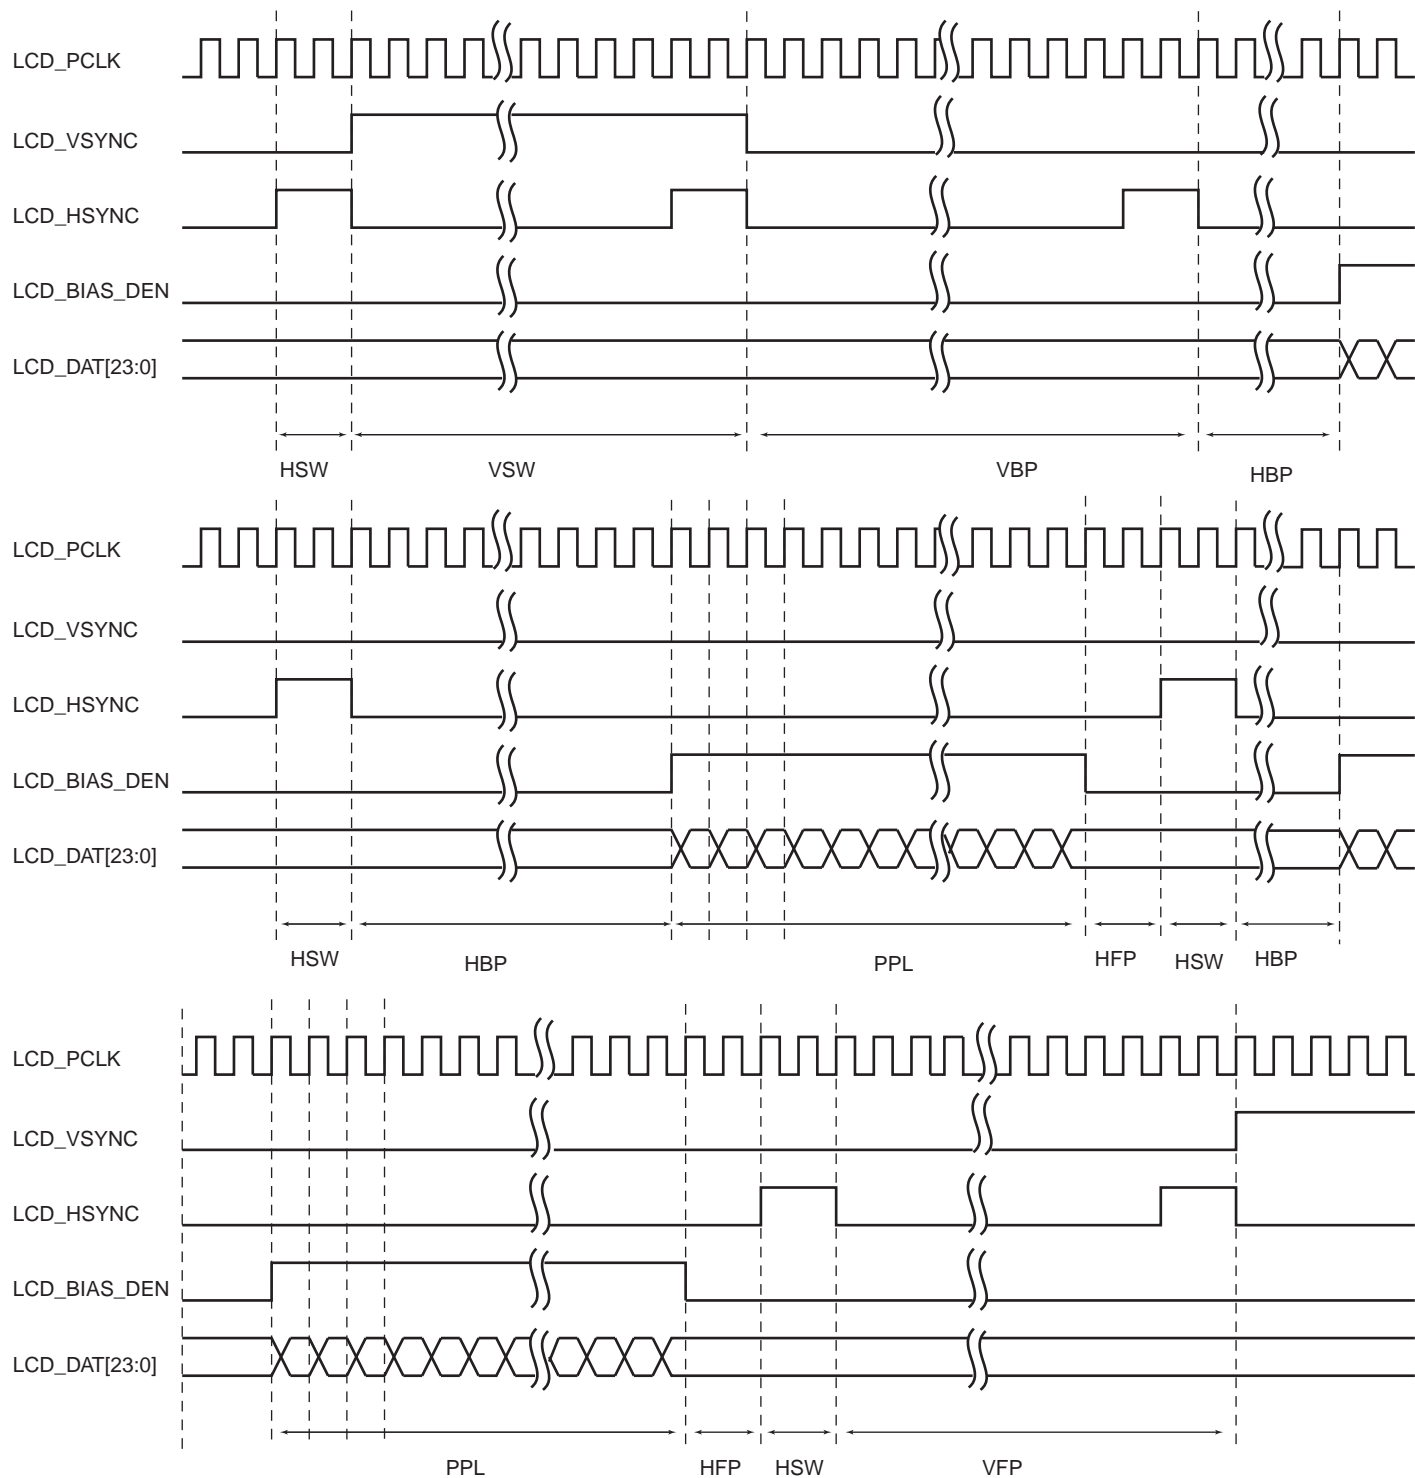 LCD_PCLK
LCD_VSYNC
LCD_HSYNC
LCD_BIAS_DEN
LCD_DAT[23:0]
HSW VSW VBP HBP
LCD_PCLK
LCD_VSYNC
LCD_HSYNC
LCD_BIAS_DEN
LCD_DAT[23:0]
HSW HBP PPL HFP HSW HBP
LCD_PCLK
LCD_VSYNC
LCD_HSYNC
LCD_BIAS_DEN
LCD_DAT[23:0]
PPL HFP HSW VFP